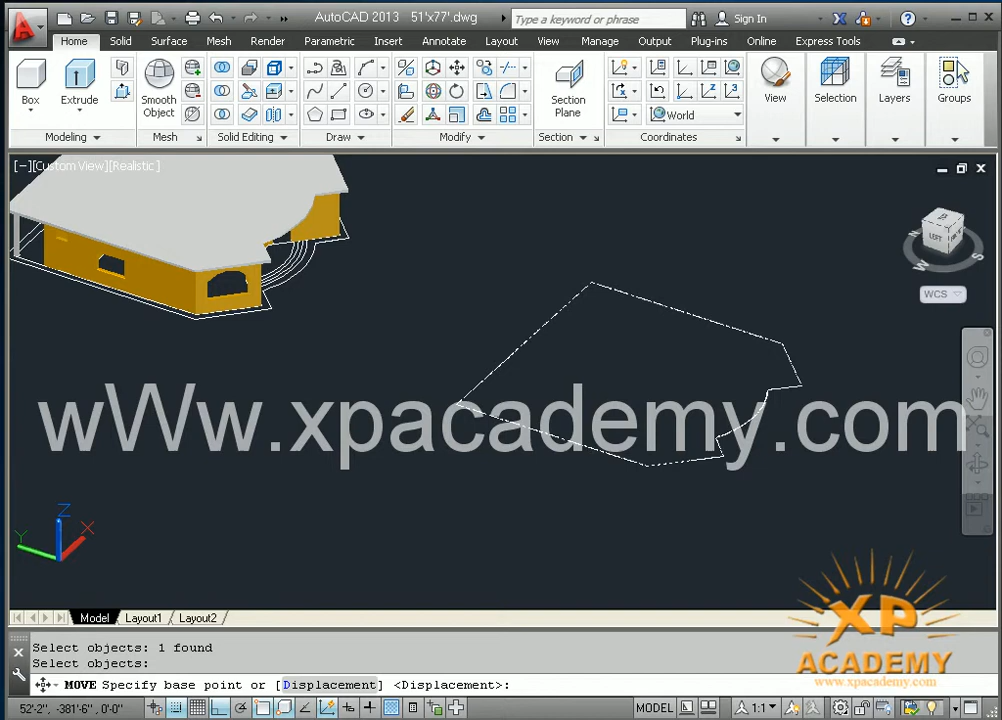 AutoCAD 2013 51'x77'.dwg
Type a keyword or phrase
Sign In
Home Solid Surface Mesh Render Parametric Insert Annotate Layout View Manage Output Plug-ins Online Express Tools
Box
Extrude
Smooth
Object
Section
Plane
World
View
Selection
Layers
Groups
Modeling
Mesh
Solid Editing
Draw
Modify
Section
Coordinates
[−][Custom View][Realistic]
LEFT
N
W
S
WCS
wWw.xpacademy.com
Z
X
Y
Model Layout1 Layout2
XP
ACADEMY
www.xpacademy.com
Select objects: 1 found
Select objects:
MOVE Specify base point or [Displacement] <Displacement>:
52'-2", -381'-6", 0'-0"
MODEL
1:1